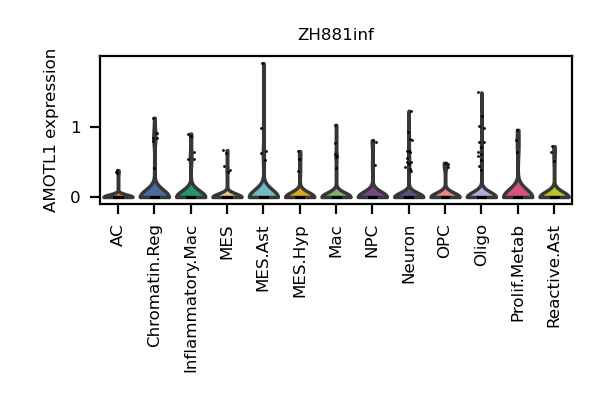 ZH881inf
AMOTL1 expression
1
0
AC
Chromatin.Reg
Inflammatory.Mac
MES
MES.Ast
MES.Hyp
Mac
NPC
Neuron
OPC
Oligo
Prolif.Metab
Reactive.Ast